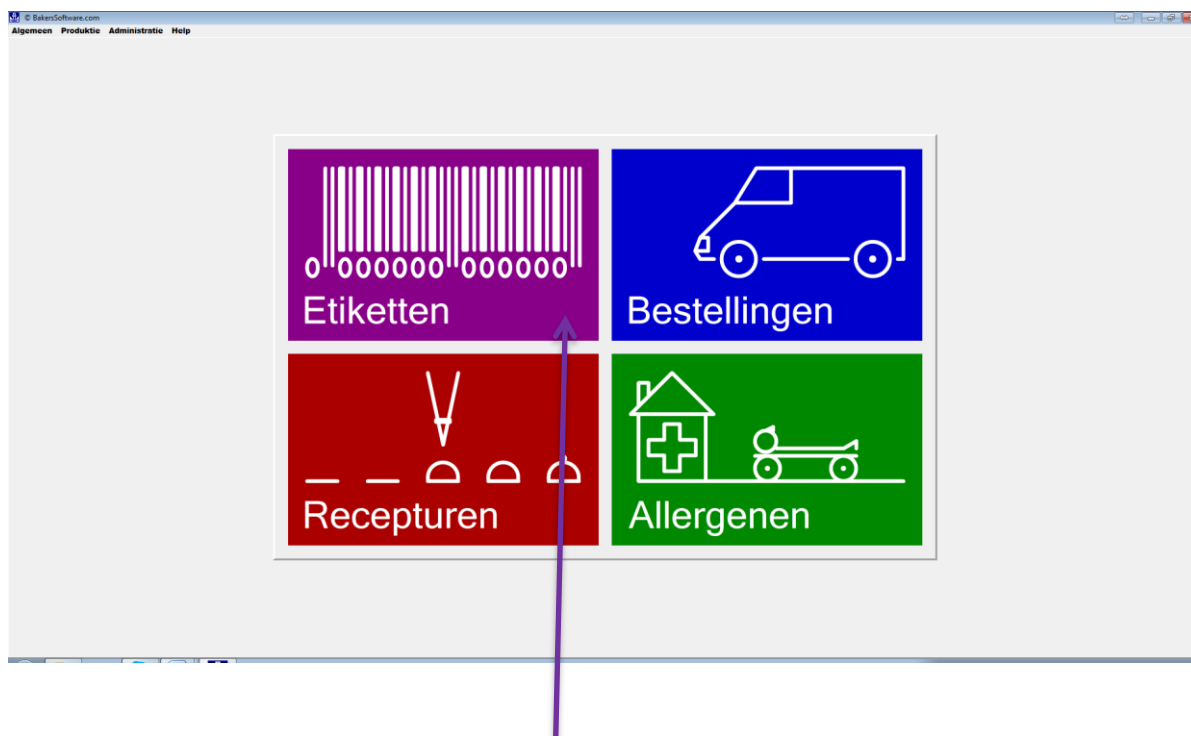 © BakersSoftware.com
Algemeen Produktie Administratie Help
0 000000 000000
Etiketten
Bestellingen
Recepturen
Allergenen